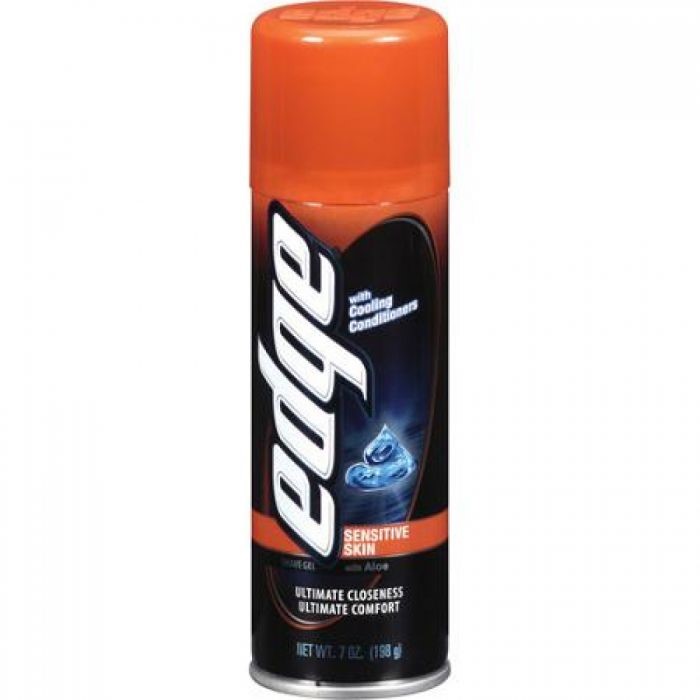 edge
edge
with
Cooling
Conditioners
SENSITIVE
SKIN
SHAVE GEL with Aloe
ULTIMATE CLOSENESS
ULTIMATE COMFORT
NET WT. 7 OZ. (198 g)